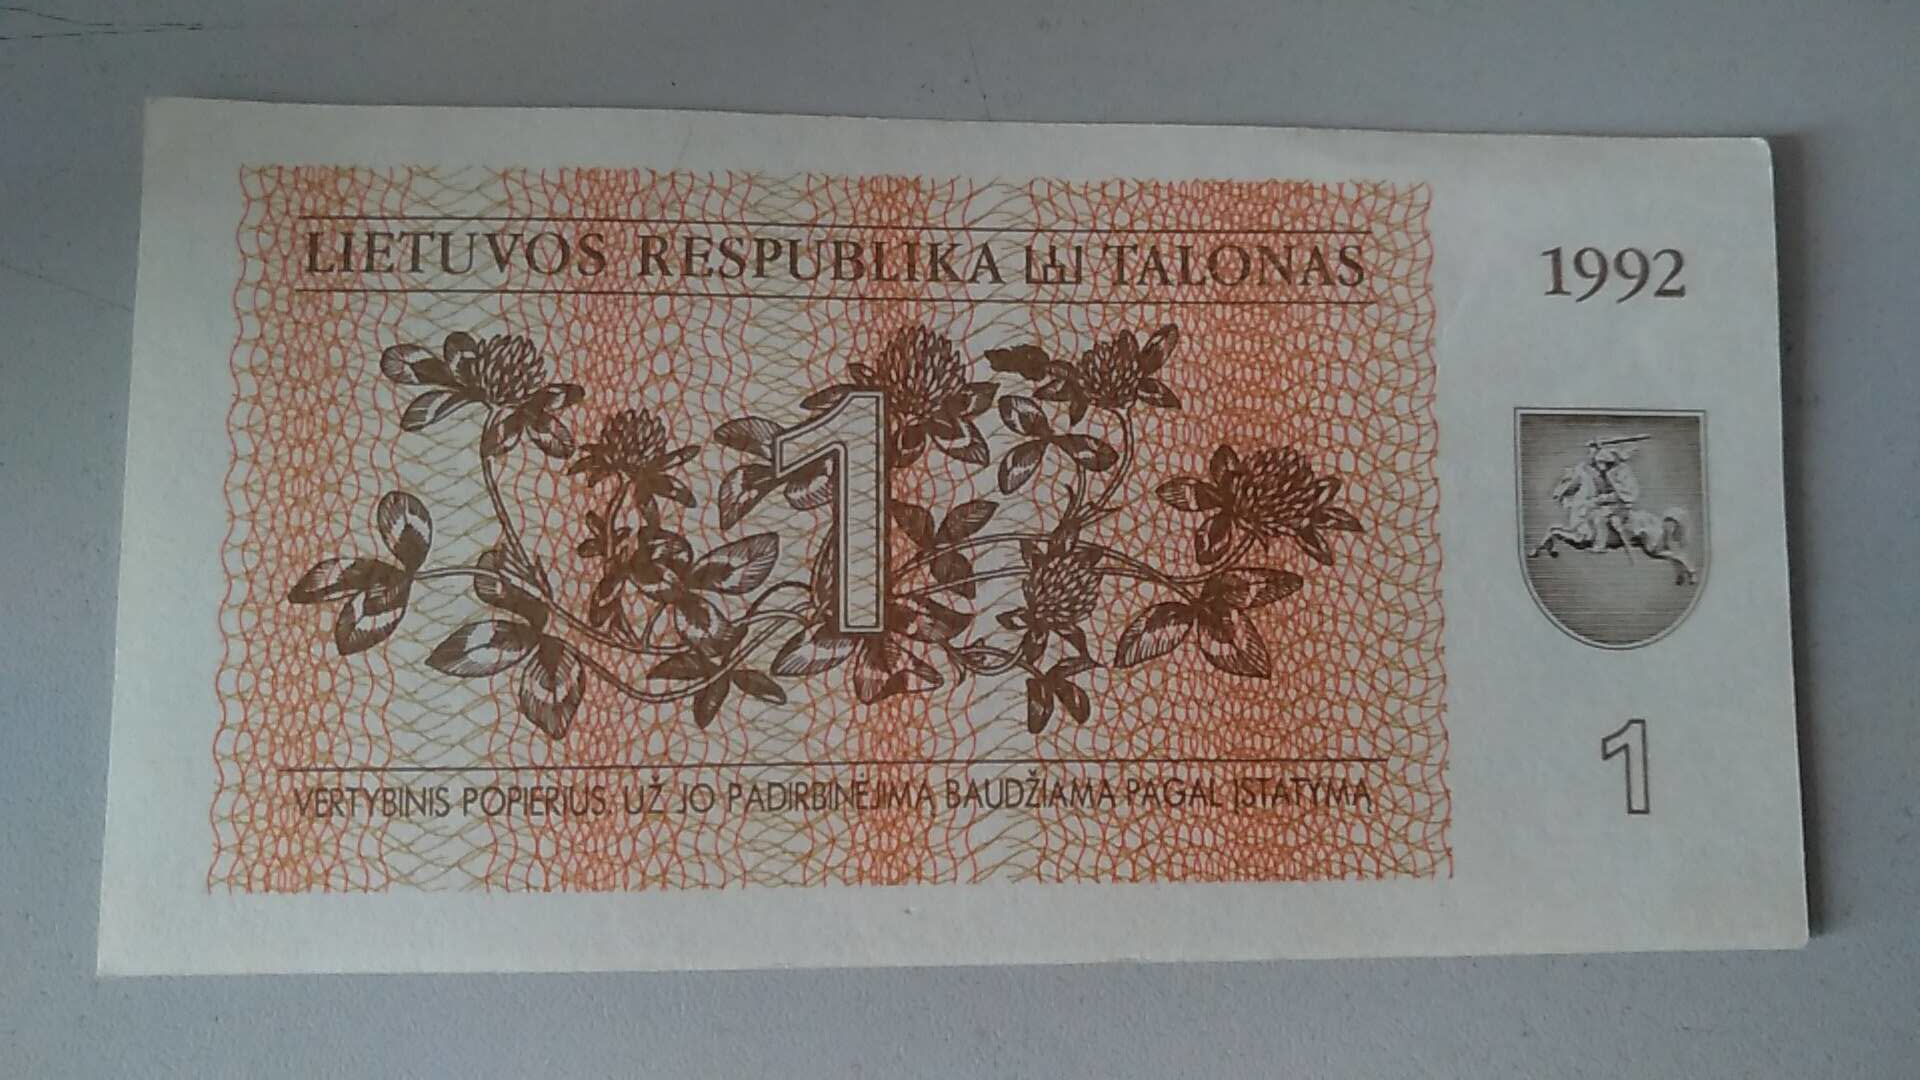 LIETUVOS RESPUBLIKA TALONAS
1992
1
1
VERTYBINIS POPIERIUS. UŽ JO PADIRBINĖJIMĄ BAUDŽIAMA PAGAL ĮSTATYMĄ